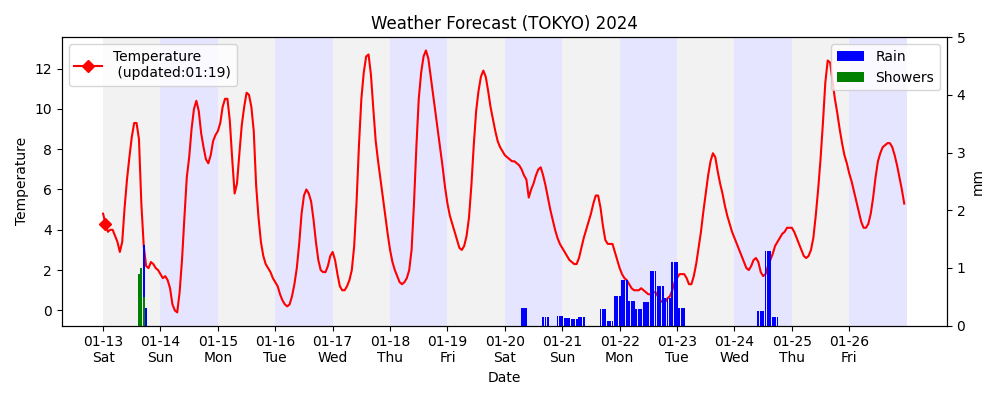 Weather Forecast (TOKYO) 2024
Temperature
(updated:01:19)
Rain
Showers
Temperature
12
10
8
6
4
2
0
5
4
3
2
1
0
mm
01-13 01-14 01-15 01-16 01-17 01-18 01-19 01-20 01-21 01-22 01-23 01-24 01-25 01-26
Sat Sun Mon Tue Wed Thu Fri Sat Sun Mon Tue Wed Thu Fri
Date